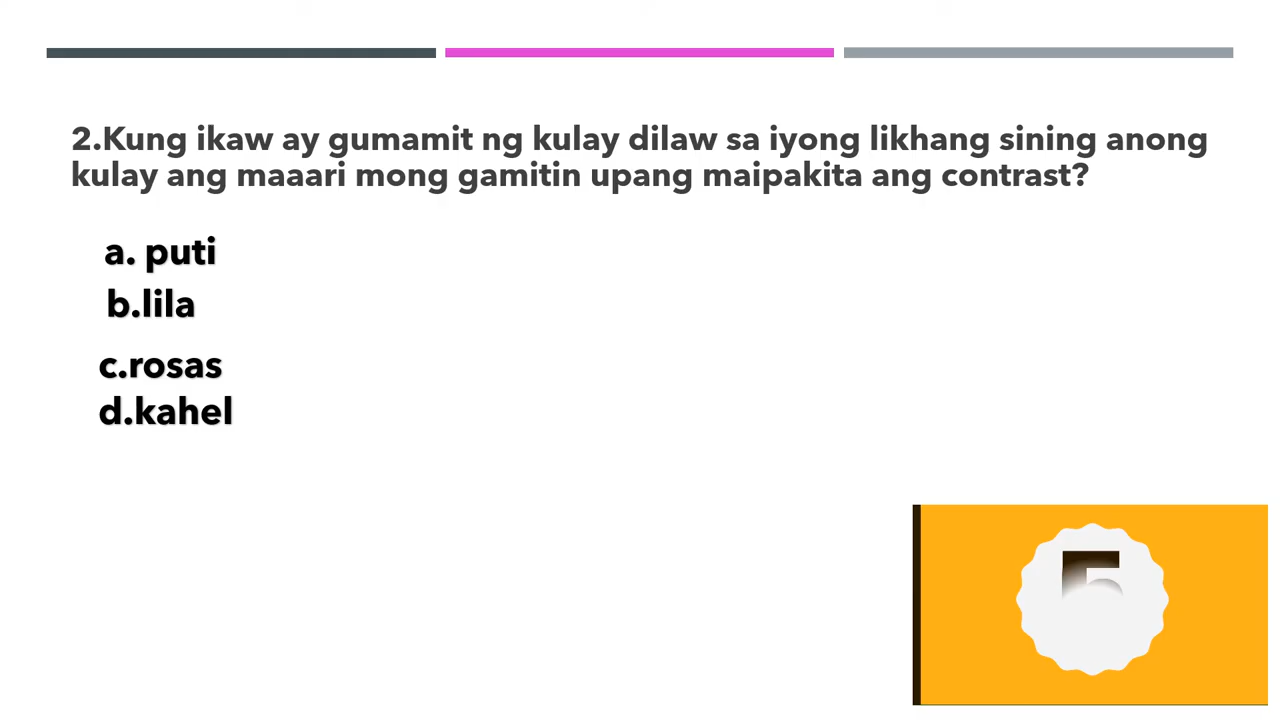 2.Kung ikaw ay gumamit ng kulay dilaw sa iyong likhang sining anong
kulay ang maaari mong gamitin upang maipakita ang contrast?
a. puti
b.lila
c.rosas
d.kahel
5